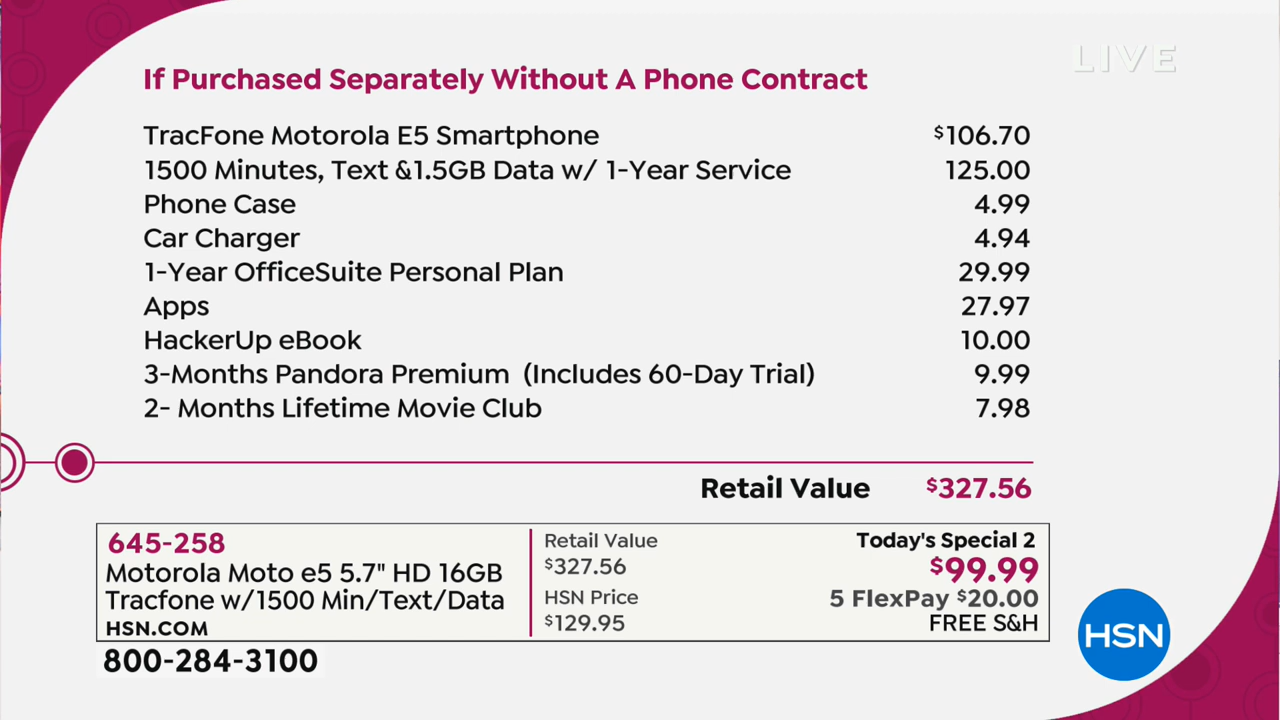 LIVE
If Purchased Separately Without A Phone Contract
TracFone Motorola E5 Smartphone $106.70
1500 Minutes, Text &1.5GB Data w/ 1-Year Service 125.00
Phone Case 4.99
Car Charger 4.94
1-Year OfficeSuite Personal Plan 29.99
Apps 27.97
HackerUp eBook 10.00
3-Months Pandora Premium (Includes 60-Day Trial) 9.99
2- Months Lifetime Movie Club 7.98
Retail Value $327.56
645-258
Motorola Moto e5 5.7" HD 16GB
Tracfone w/1500 Min/Text/Data
HSN.COM
Retail Value
$327.56
HSN Price
$129.95
Today's Special 2
$99.99
5 FlexPay $20.00
FREE S&H
HSN
800-284-3100